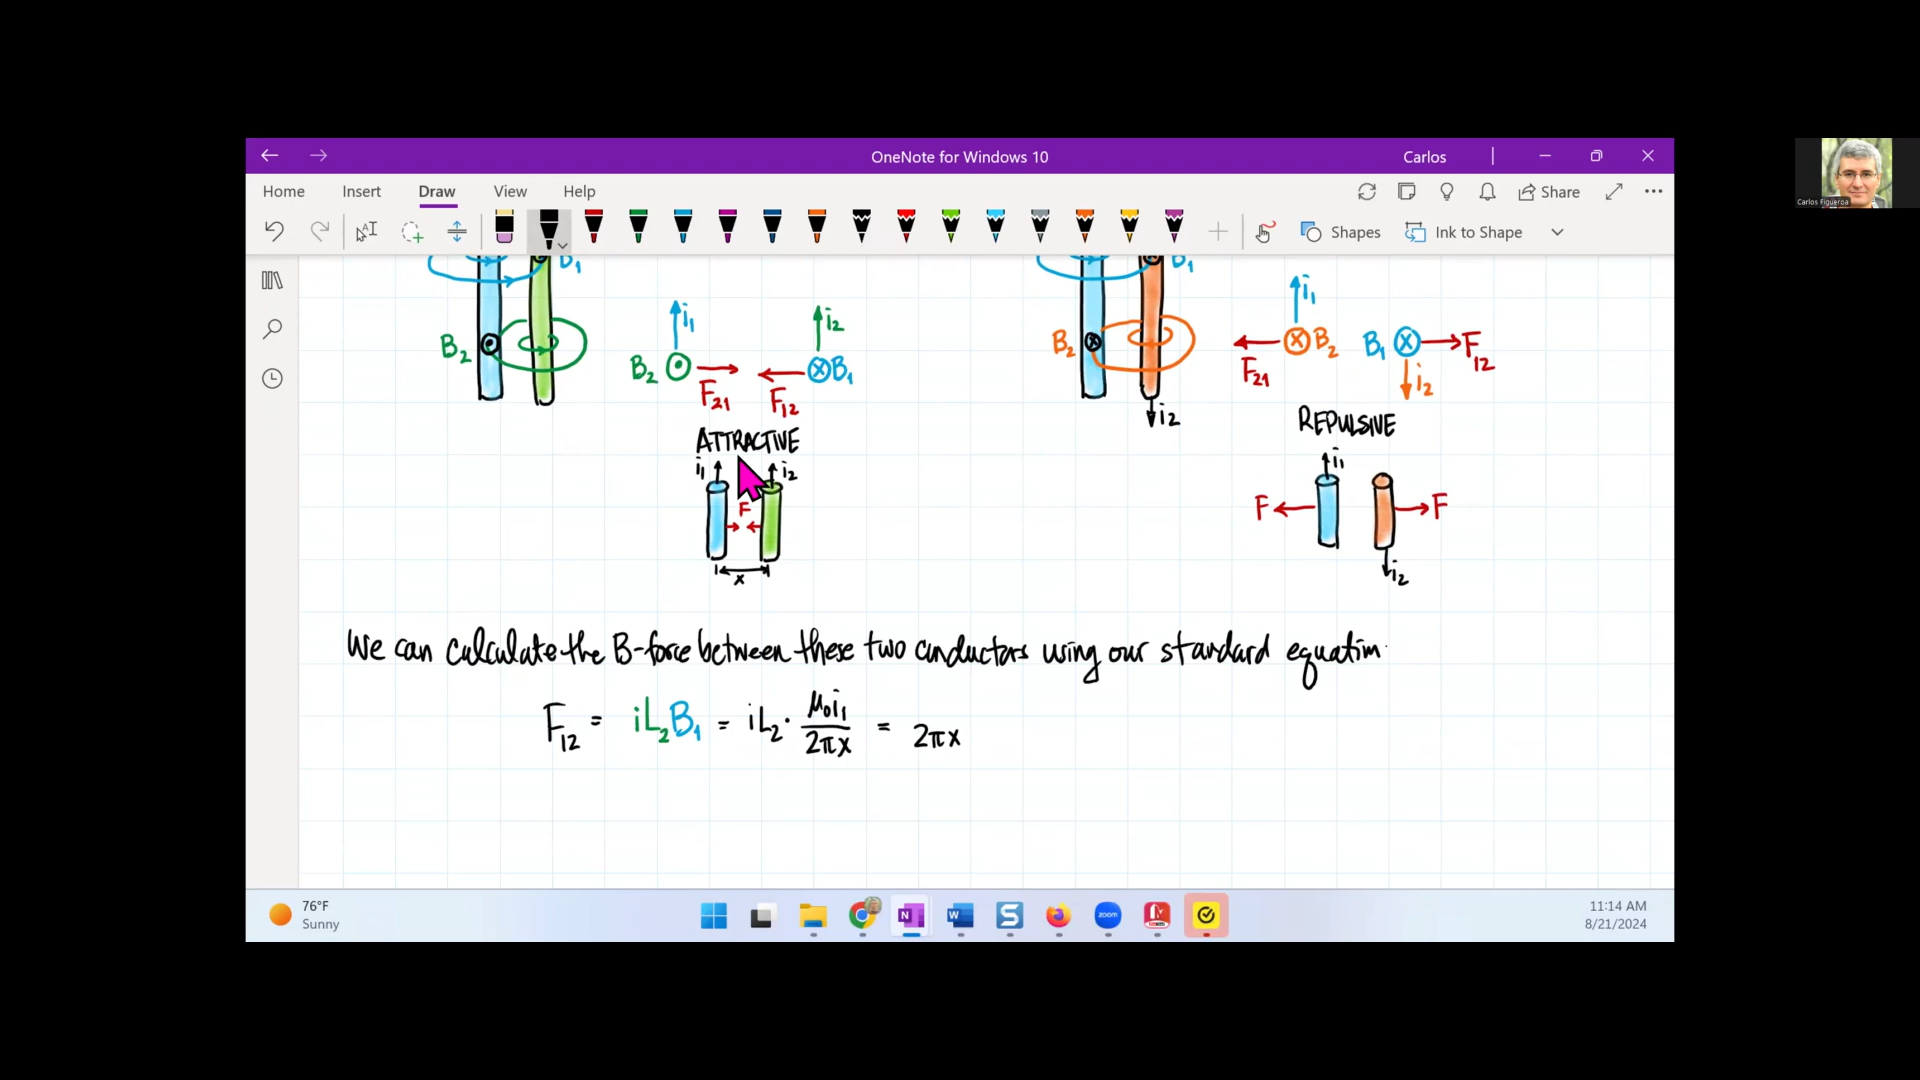 OneNote for Windows 10
Carlos
Home Insert Draw View Help
Share
Shapes
Ink to Shape
B₁
B₂
i₁
B₂
F₂₁
i₂
B₁
F₁₂
ATTRACTIVE
i₁
i₂
F
x
B₁
B₂
i₂
i₁
B₂
F₂₁
B₁
F₁₂
i₂
REPULSIVE
i₁
F
F
i₂
We can calculate the B-force between these two conductors using our standard equation.
F₁₂ = iL₂B₁ = iL₂ · μ₀i₁ / 2πx = 2πx
76°F
Sunny
zoom
11:14 AM
8/21/2024
Carlos Figueroa